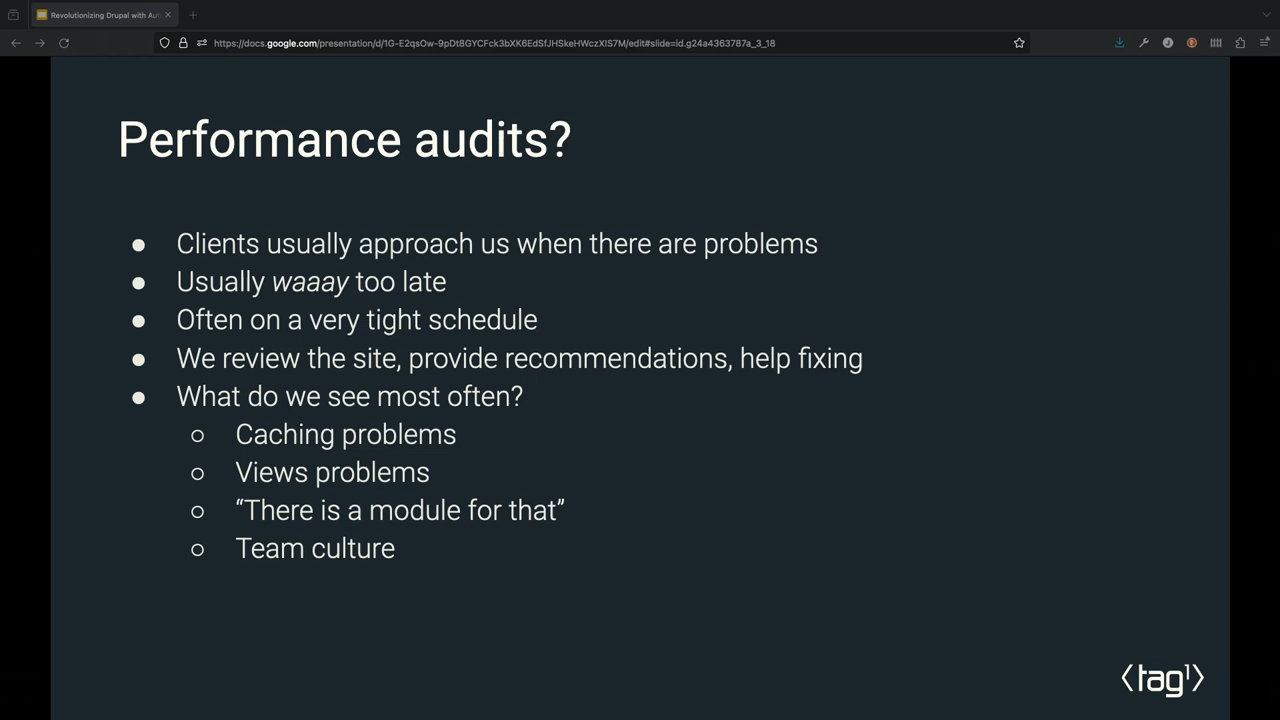 Revolutionizing Drupal with Aut
https://docs.google.com/presentation/d/1G-E2qsOw-9pDt8GYCFck3bXK6EdSfJHSkeHWczXIS7M/edit#slide=id.g24a4363787a_3_18
Performance audits?
● Clients usually approach us when there are problems
● Usually waaay too late
● Often on a very tight schedule
● We review the site, provide recommendations, help fixing
● What do we see most often?
○ Caching problems
○ Views problems
○ “There is a module for that”
○ Team culture
<tag1>